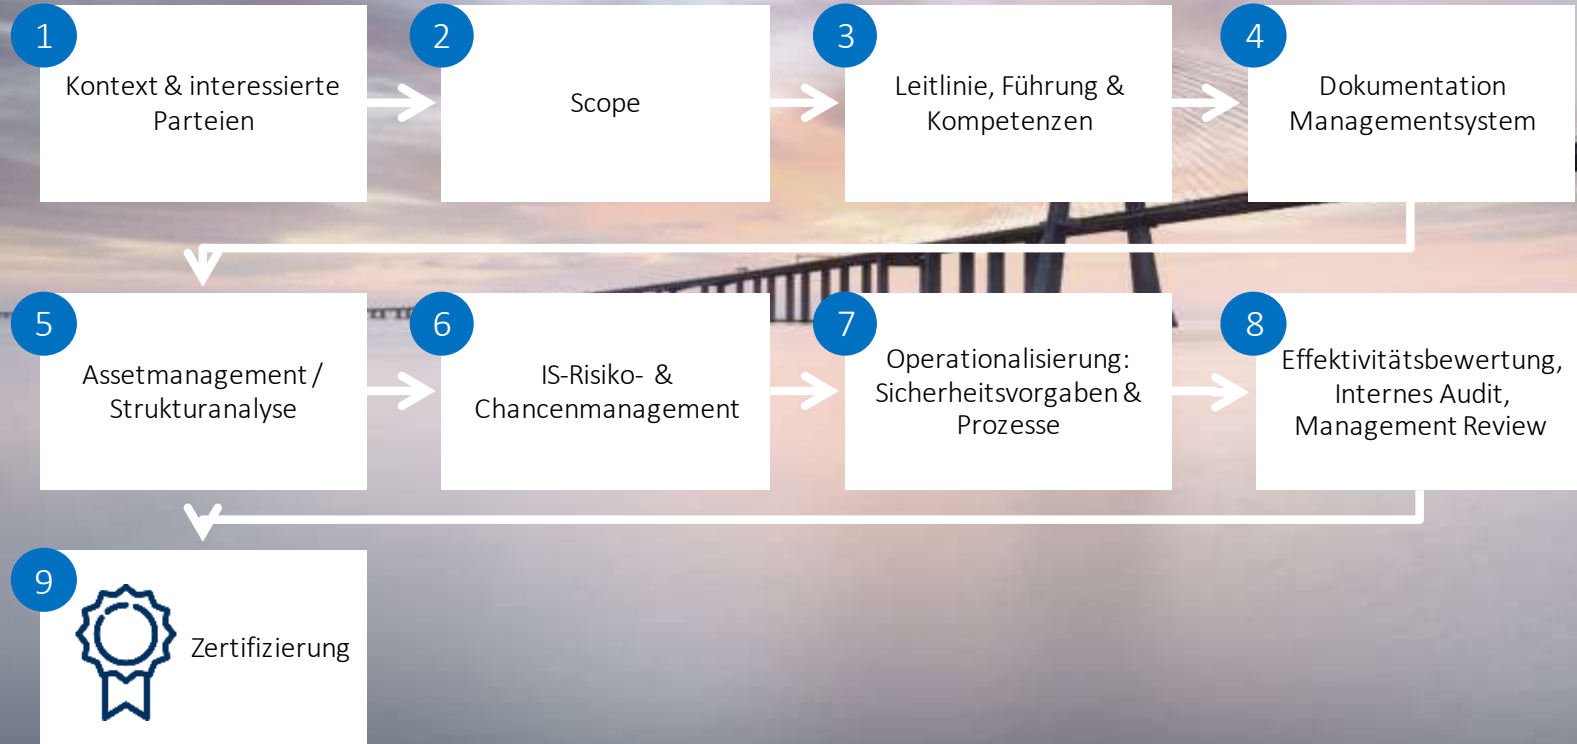 1
Kontext & interessierte
Parteien
2
Scope
3
Leitlinie, Führung &
Kompetenzen
4
Dokumentation
Managementsystem
5
Assetmanagement /
Strukturanalyse
6
IS-Risiko- &
Chancenmanagement
7
Operationalisierung:
Sicherheitsvorgaben &
Prozesse
8
Effektivitätsbewertung,
Internes Audit,
Management Review
9
Zertifizierung